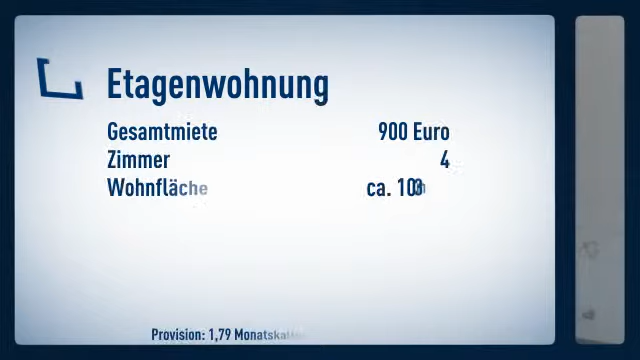 Etagenwohnung
Gesamtmiete 900 Euro
Zimmer 4
Wohnfläche ca.
Provision: 1,79